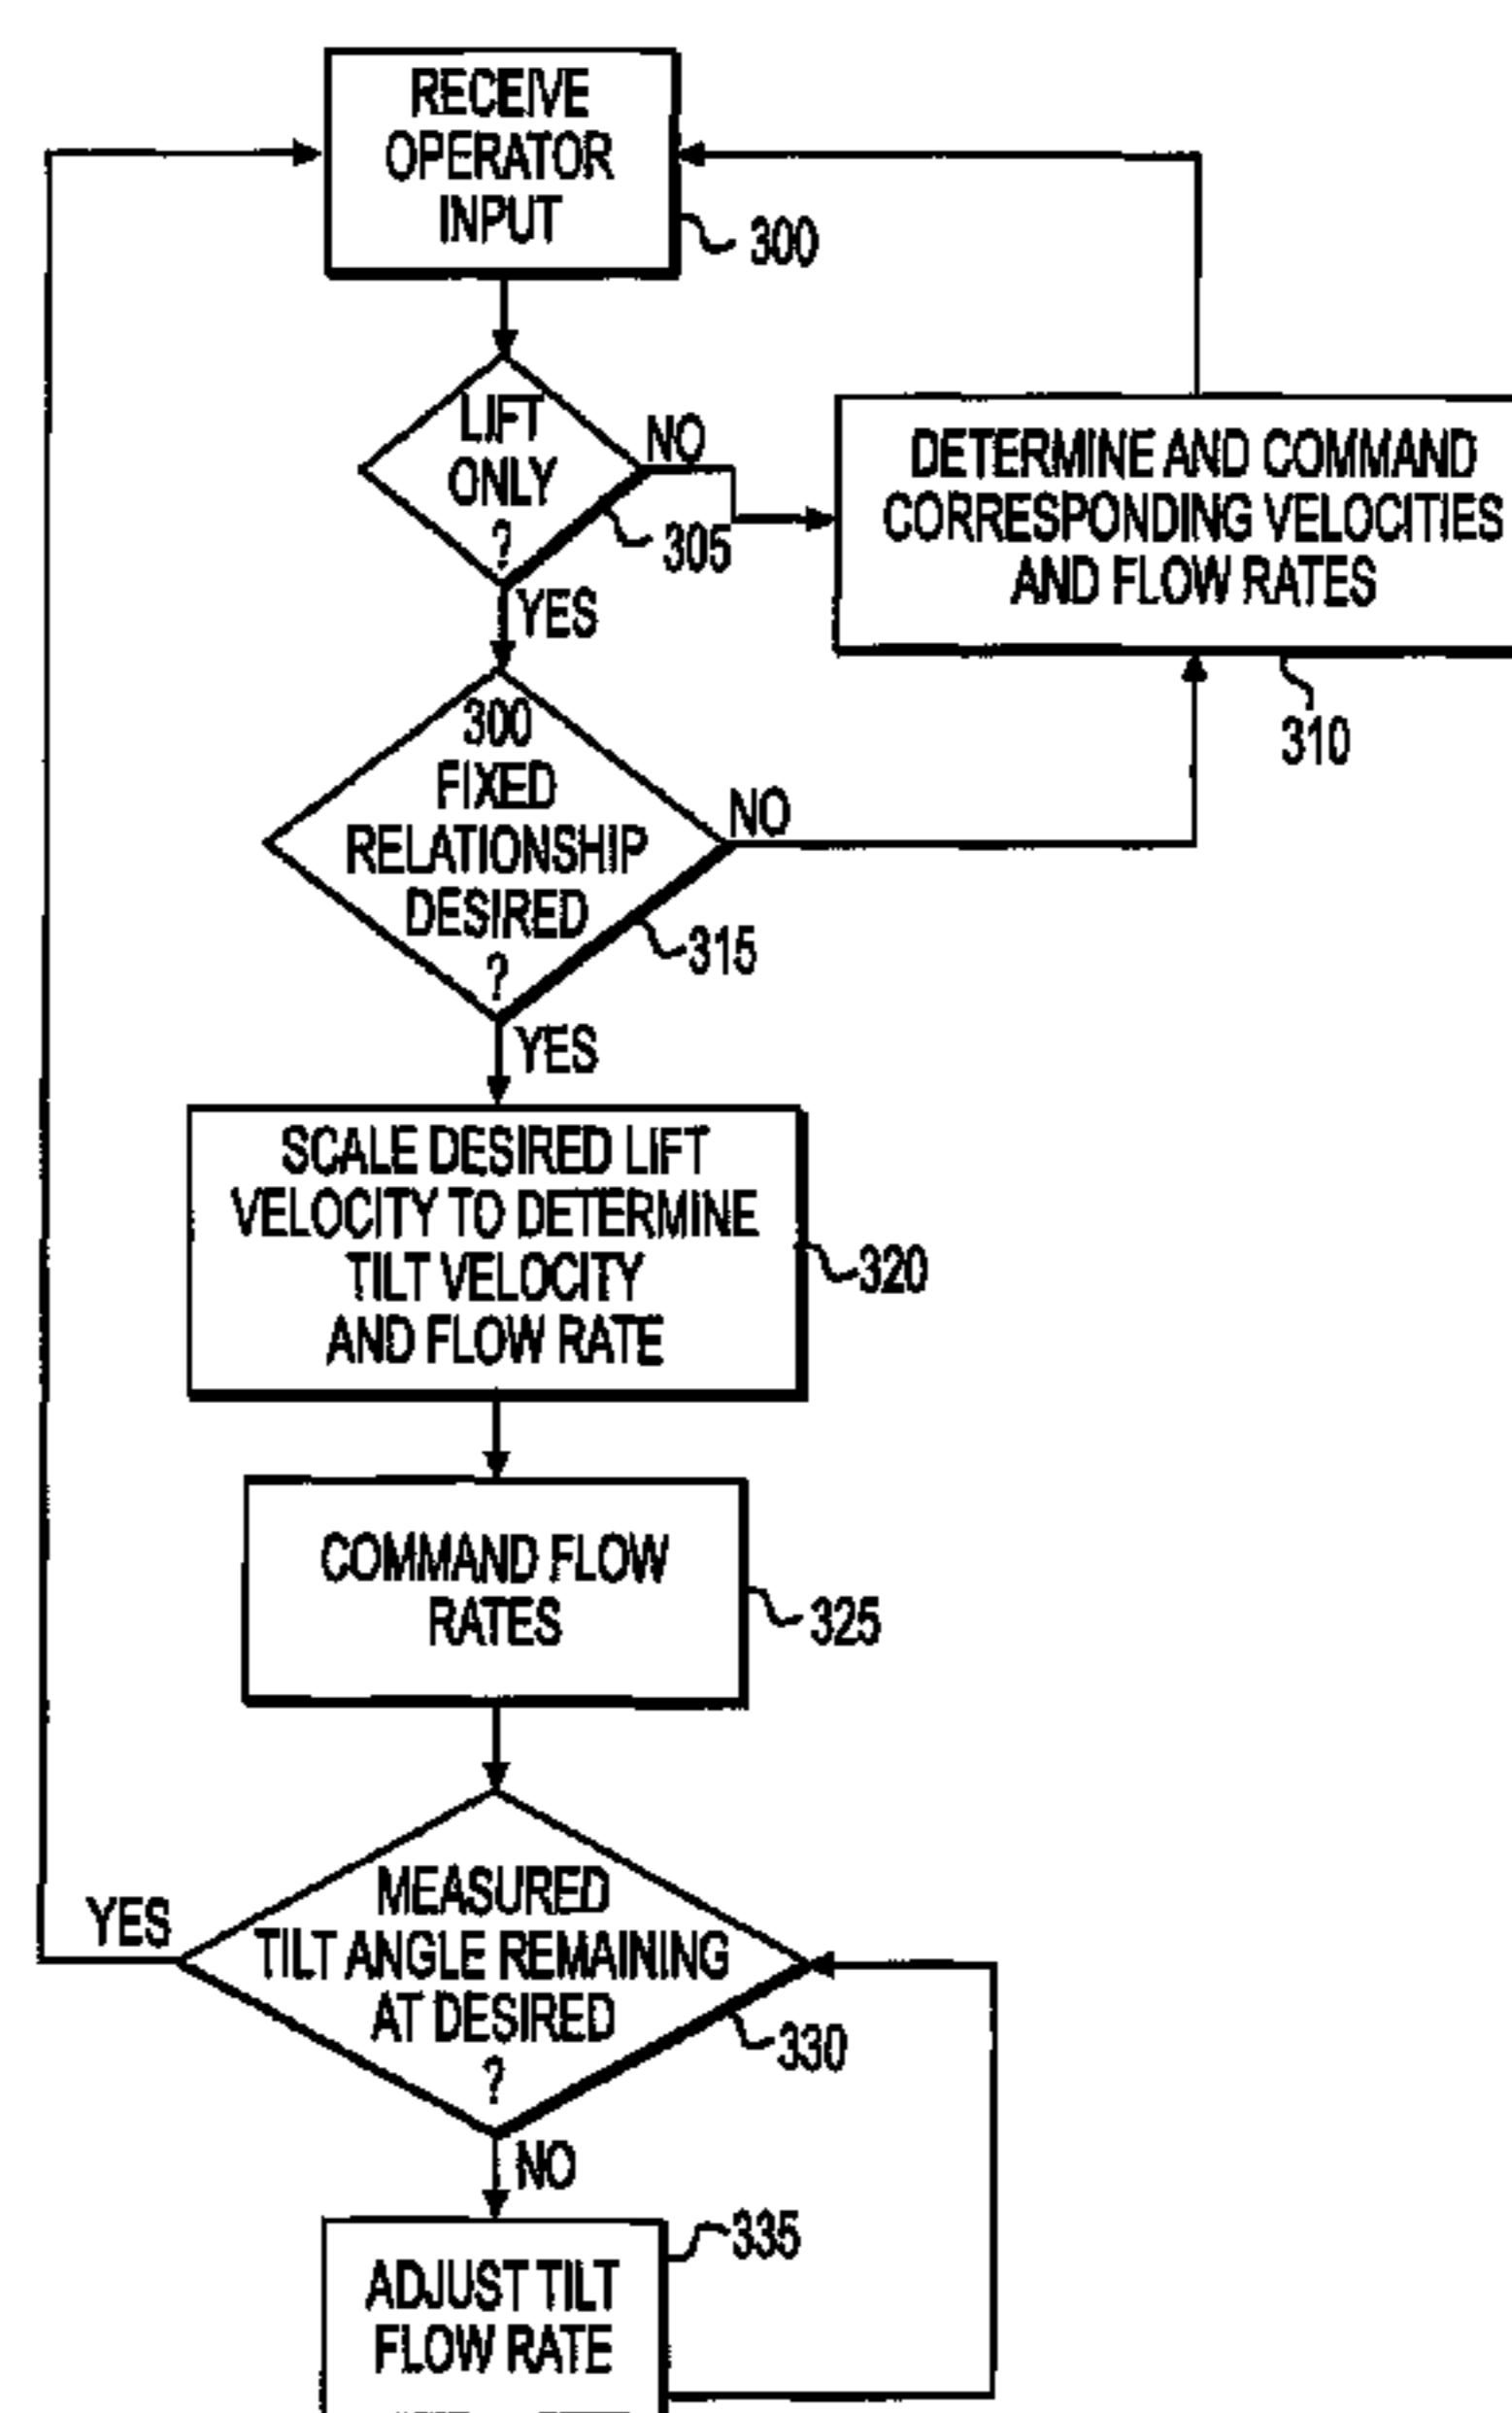 RECEIVE
OPERATOR
INPUT
300
LIFT
ONLY
?
NO
305
YES
DETERMINE AND COMMAND
CORRESPONDING VELOCITIES
AND FLOW RATES
310
300
FIXED
RELATIONSHIP
DESIRED
?
NO
315
YES
SCALE DESIRED LIFT
VELOCITY TO DETERMINE
TILT VELOCITY
AND FLOW RATE
320
COMMAND FLOW
RATES
325
MEASURED
TILT ANGLE REMAINING
AT DESIRED
?
YES
330
NO
335
ADJUST TILT
FLOW RATE